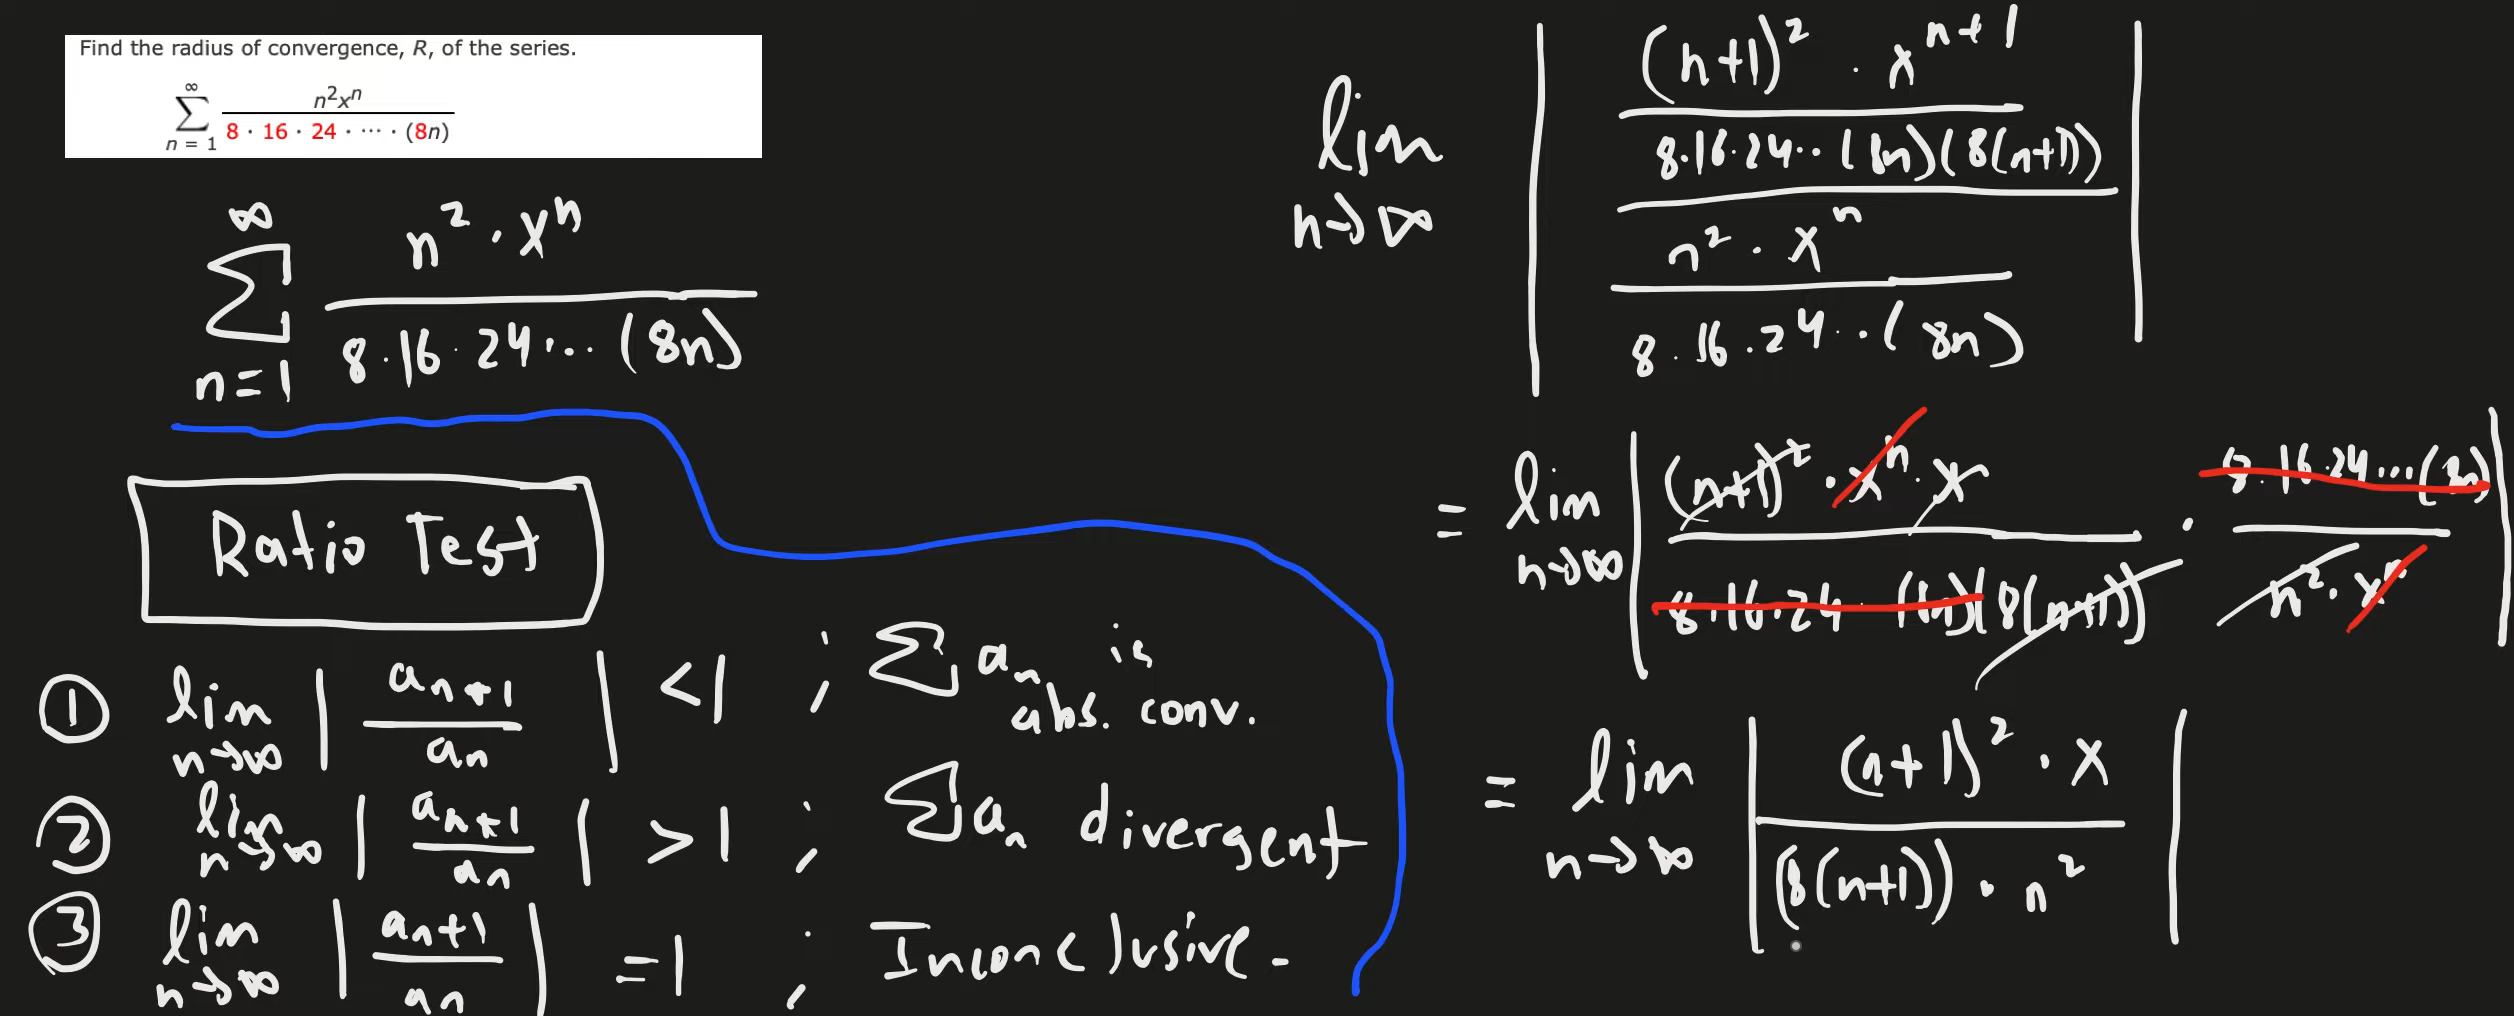 Find the radius of convergence, R, of the series.
∞
∑ n²xⁿ / 8 · 16 · 24 · ⋯ · (8n)
n = 1
∞
∑ n² · xⁿ / 8 · 16 · 24 ... (8n)
n=1
Ratio Test
① lim n→∞ | aₙ₊₁ / aₙ | <1 ; ∑ aₙ is abs. conv.
② lim n→∞ | aₙ₊₁ / aₙ | >1 ; ∑ aₙ divergent
③ lim n→∞ | aₙ₊₁ / aₙ | =1 ; Inconclusive -
lim n→∞ | ( (n+1)² · xⁿ⁺¹ / 8·16·24·· (8n)(8(n+1)) ) / ( n² · xⁿ / 8·16·24··(8n) ) |
= lim n→∞ | (n+1)² · xⁿ · x / 8·16·24· (8n)(8(n+1)) · 8·16·24...(8n) / n² · xⁿ |
= lim n→∞ | (n+1)² · x / (8(n+1)) · n² |